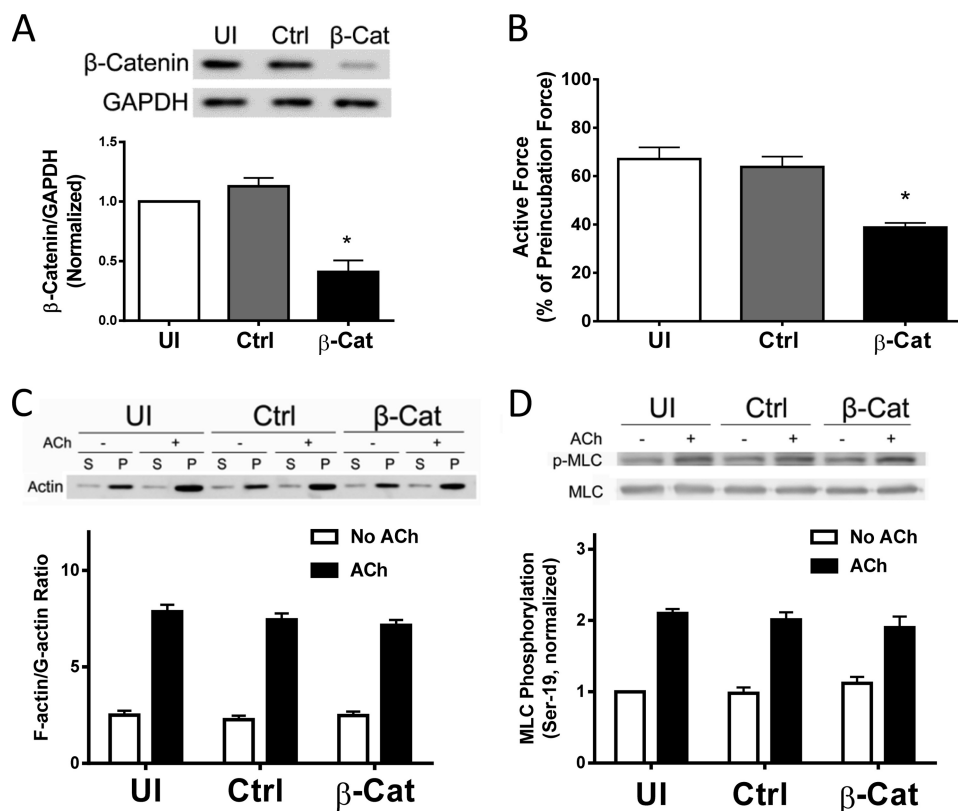 A
UI Ctrl β-Cat
β-Catenin
GAPDH
β-Catenin/GAPDH
(Normalized)
1.5
1.0
0.5
0.0
*
UI Ctrl β-Cat
B
Active Force
(% of Preincubation Force)
100
80
60
40
20
0
*
UI Ctrl β-Cat
C
UI Ctrl β-Cat
ACh - + - + - +
S P S P S P S P S P S P
Actin
No ACh
ACh
F-actin/G-actin Ratio
10
5
0
UI Ctrl β-Cat
D
UI Ctrl β-Cat
ACh - + - + - +
p-MLC
MLC
No ACh
ACh
MLC Phosphorylation
(Ser-19, normalized)
3
2
1
0
UI Ctrl β-Cat